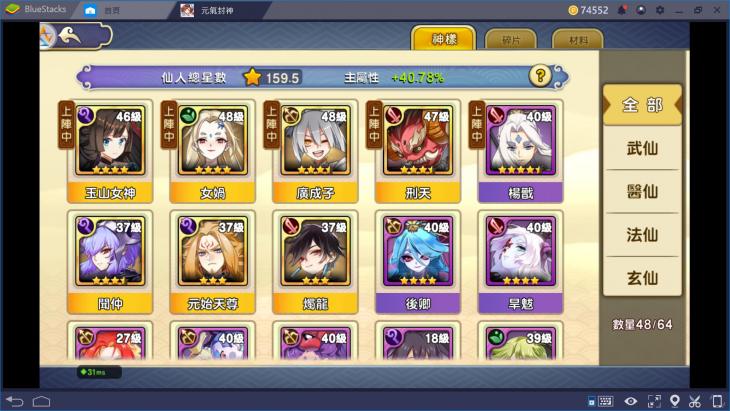 BlueStacks 首頁 元氣封神 74552
神樣 碎片 材料
仙人總星數 159.5 主屬性 +40.78% ?
全部
武仙
醫仙
法仙
玄仙
數量48/64
上陣中 46級 上陣中 48級 上陣中 48級 上陣中 47級 上陣中 40級
玉山女神 女媧 廣成子 刑天 楊戩
37級 37級 37級 40級 40級
聞仲 元始天尊 燭龍 後卿 旱魃
27級 40級 40級 18級 39級
31ms